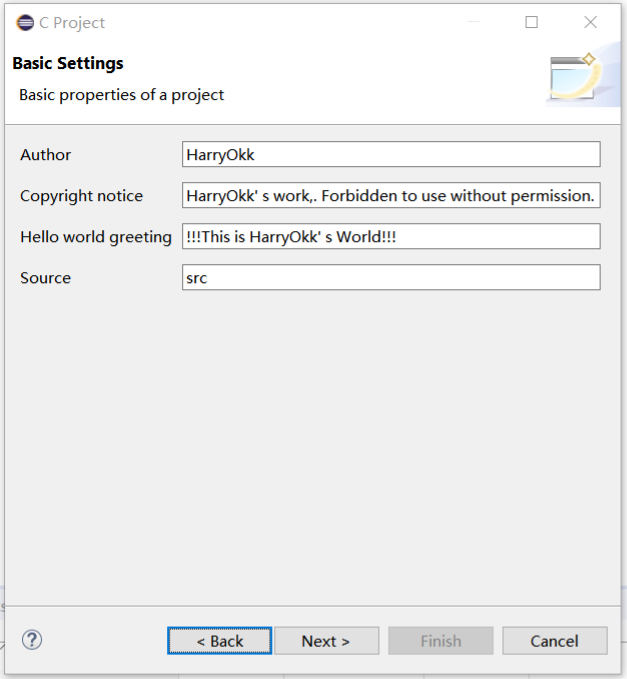 C Project
Basic Settings
Basic properties of a project
Author HarryOkk
Copyright notice HarryOkk' s work,. Forbidden to use without permission.
Hello world greeting !!!This is HarryOkk' s World!!!
Source src
? < Back Next > Finish Cancel